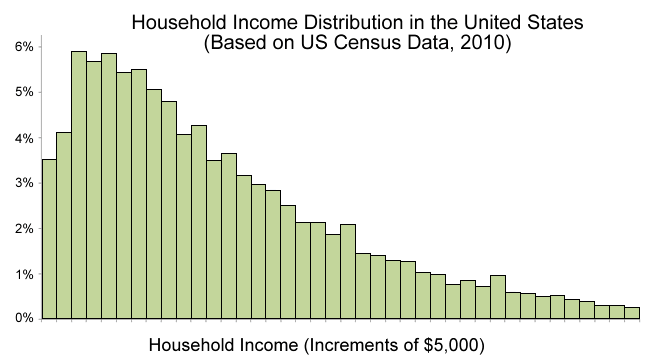 Household Income Distribution in the United States
(Based on US Census Data, 2010)
6%
5%
4%
3%
2%
1%
0%
Household Income (Increments of $5,000)